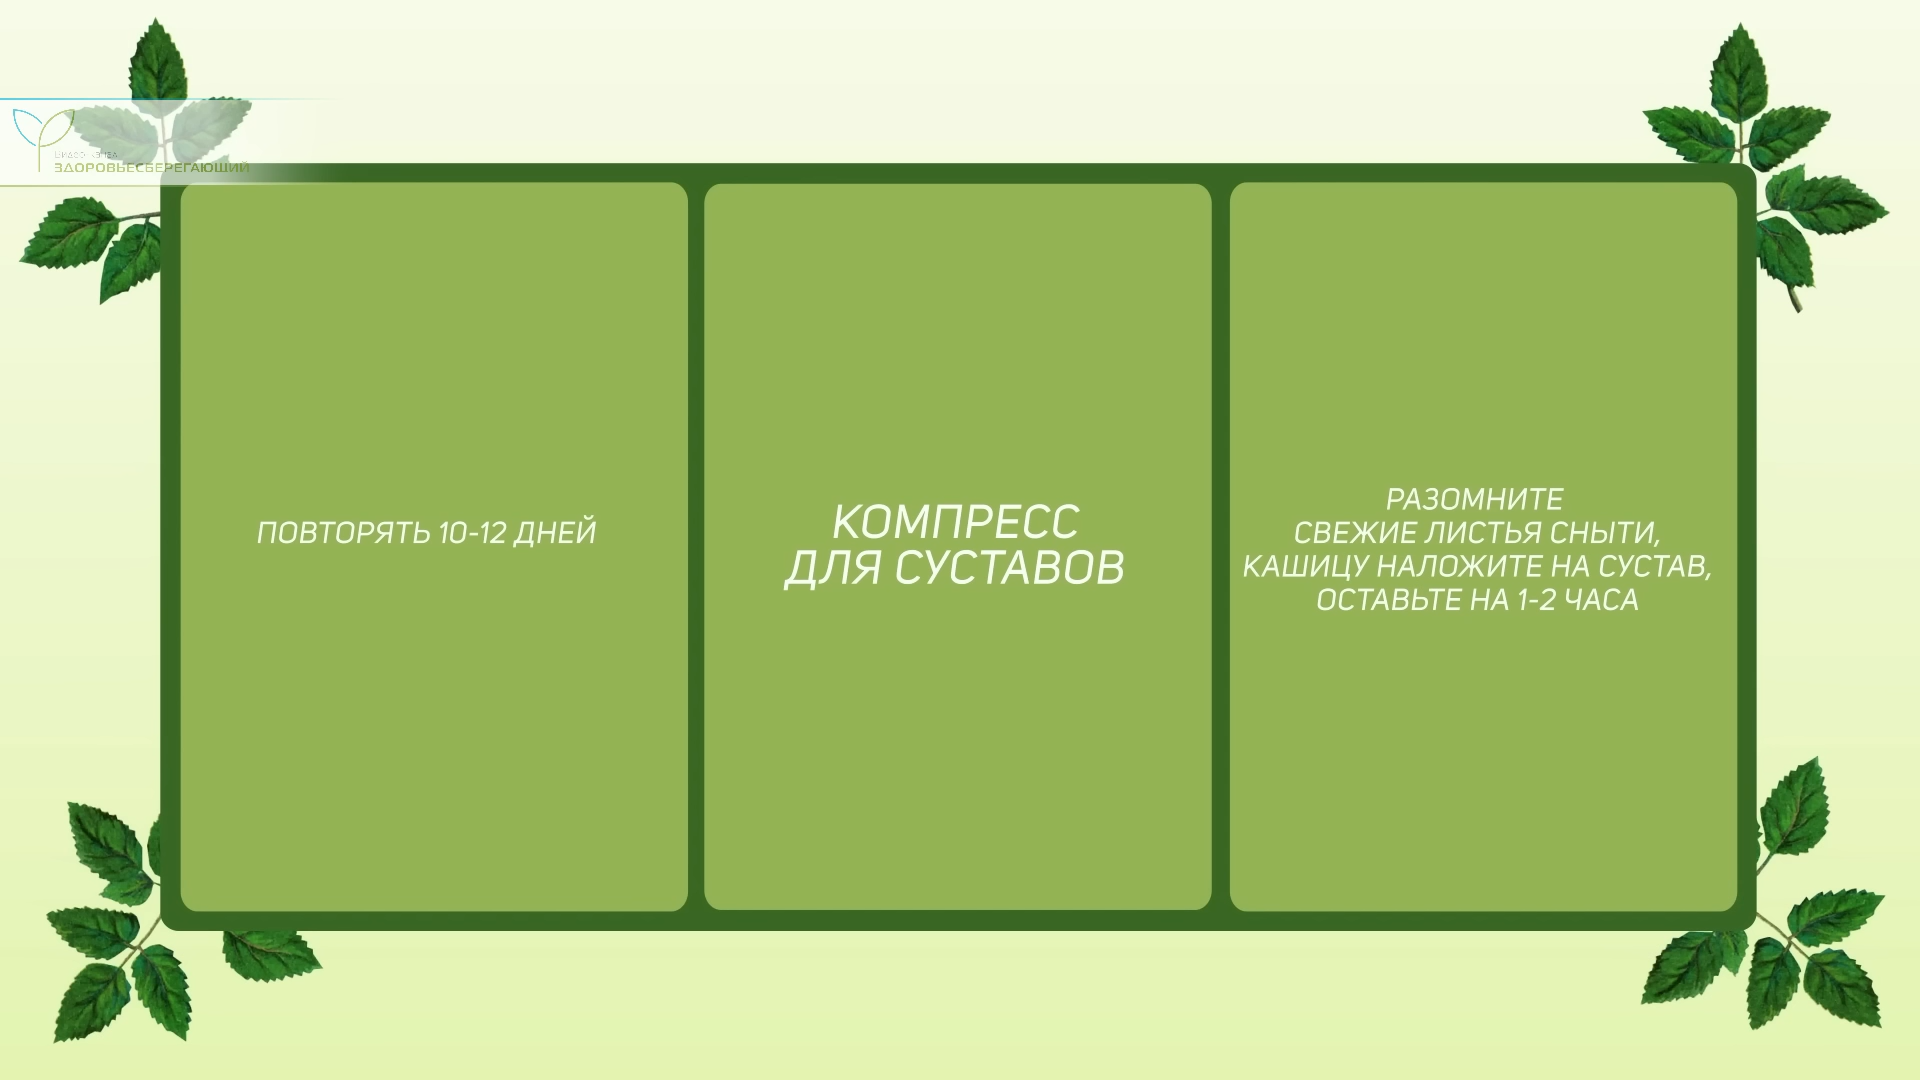 ЗДОРОВЬЕСБЕРЕГАЮЩИЙ
ПОВТОРЯТЬ 10-12 ДНЕЙ
КОМПРЕСС
ДЛЯ СУСТАВОВ
РАЗОМНИТЕ
СВЕЖИЕ ЛИСТЬЯ СНЫТИ,
КАШИЦУ НАЛОЖИТЕ НА СУСТАВ,
ОСТАВЬТЕ НА 1-2 ЧАСА